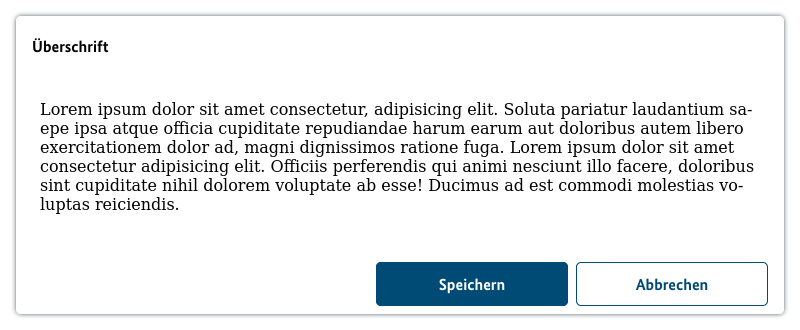 Überschrift
Lorem ipsum dolor sit amet consectetur, adipisicing elit. Soluta pariatur laudantium sa-
epe ipsa atque officia cupiditate repudiandae harum earum aut doloribus autem libero
exercitationem dolor ad, magni dignissimos ratione fuga. Lorem ipsum dolor sit amet
consectetur adipisicing elit. Officiis perferendis qui animi nesciunt illo facere, doloribus
sint cupiditate nihil dolorem voluptate ab esse! Ducimus ad est commodi molestias vo-
luptas reiciendis.
Speichern
Abbrechen